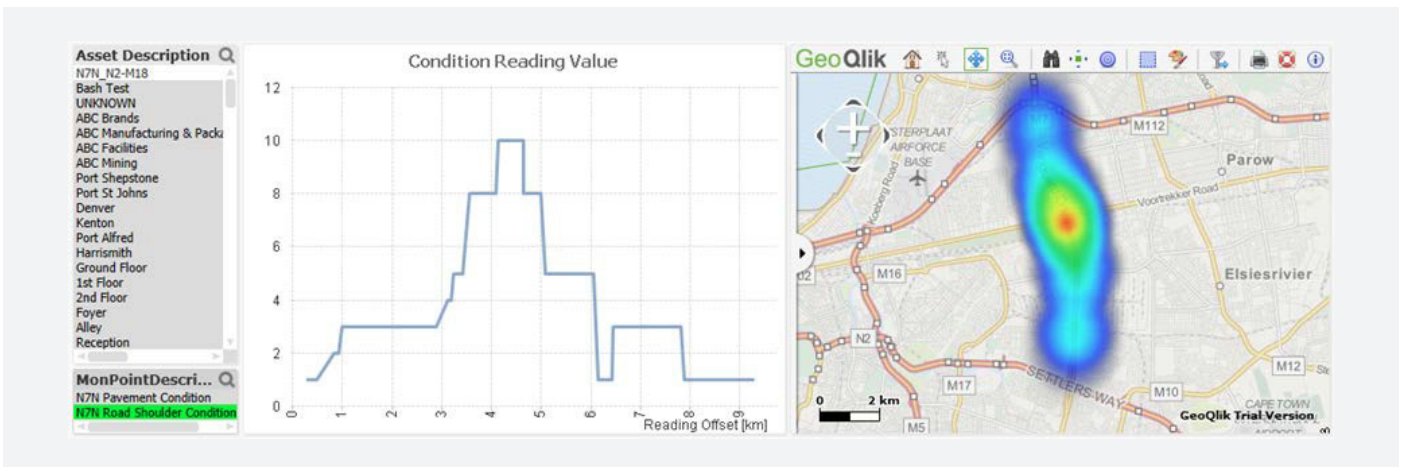 Asset Description
N7N_N2-M18
Bash Test
UNKNOWN
ABC Brands
ABC Manufacturing & Packa
ABC Facilities
ABC Mining
Port Shepstone
Port St Johns
Denver
Kenton
Port Alfred
Harrismith
Ground Floor
1st Floor
2nd Floor
Foyer
Alley
Reception
MonPointDescri...
N7N Pavement Condition
N7N Road Shoulder Condition
Condition Reading Value
12
10
8
6
4
2
0
0 1 2 3 4 5 6 7 8 9
Reading Offset [km]
GeoQlik
YSTERPLAAT
AIRFORCE
BASE
M112
Parow
Koeberg Road
Voortrekker Road
M16
Elsiesrivier
N2
M12
SETTLERS WAY
M17
M10
0 2 km
CAPE TOWN
GeoQlik Trial Version
M5